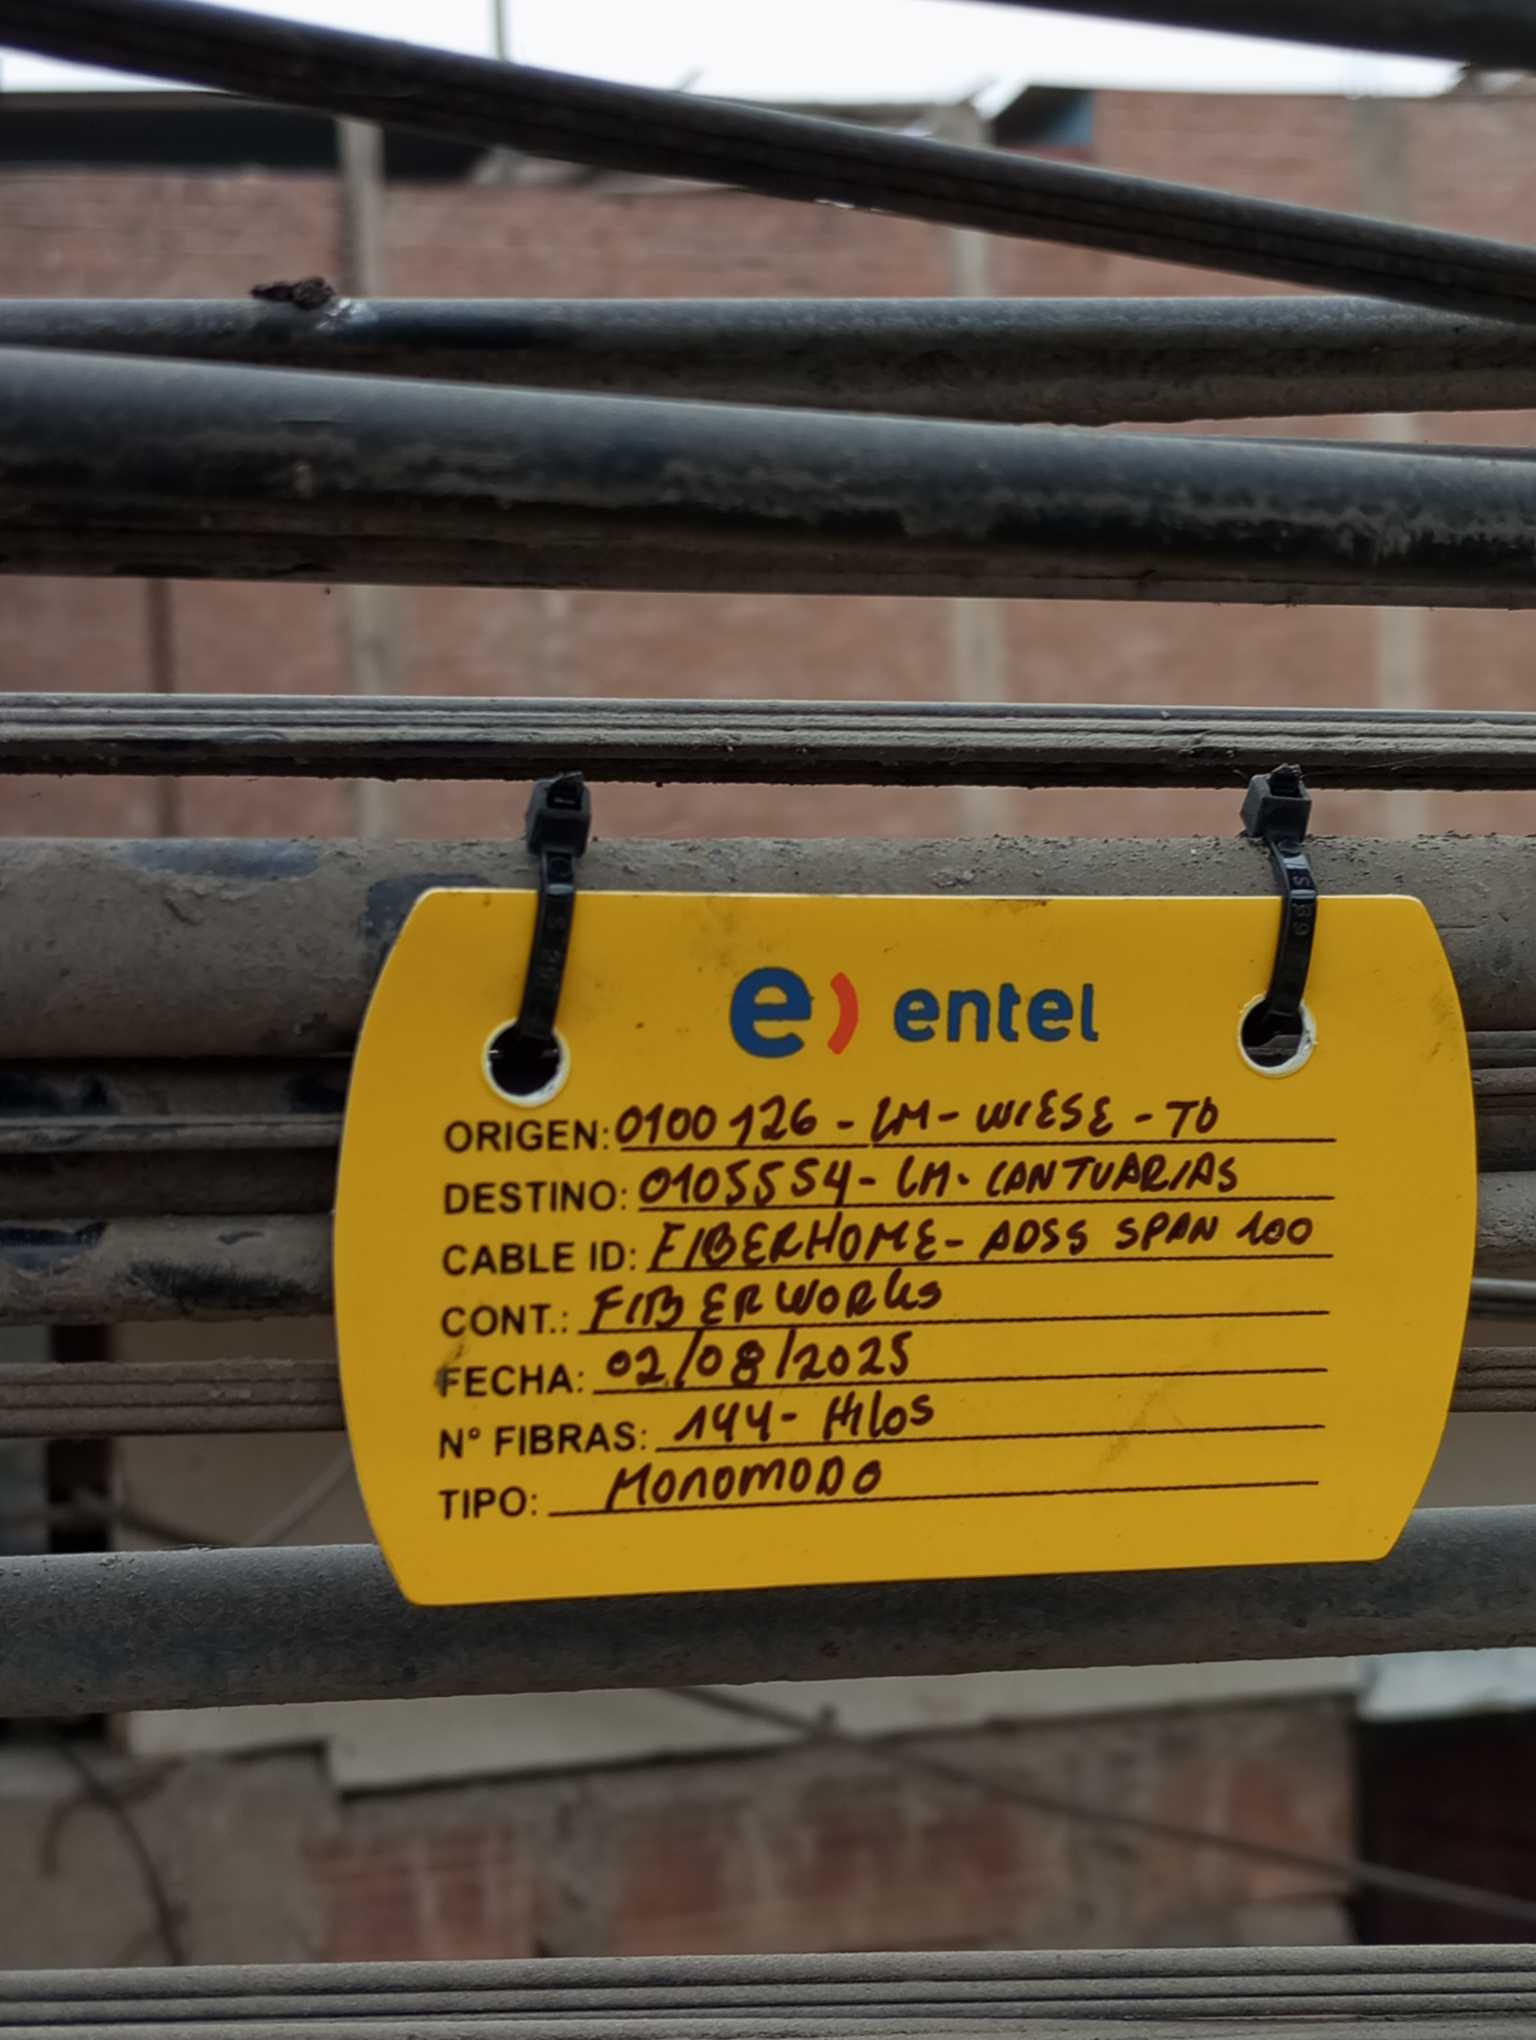 e) entel
ORIGEN: 0100126 - LM - WIESE - TO
DESTINO: 0105554 - LM. CANTUARIAS
CABLE ID: FIBERHOME - ADSS SPAN 100
CONT.: FIBERWORKS
FECHA: 02/08/2025
N° FIBRAS: 144 - Hilos
TIPO: MONOMODO